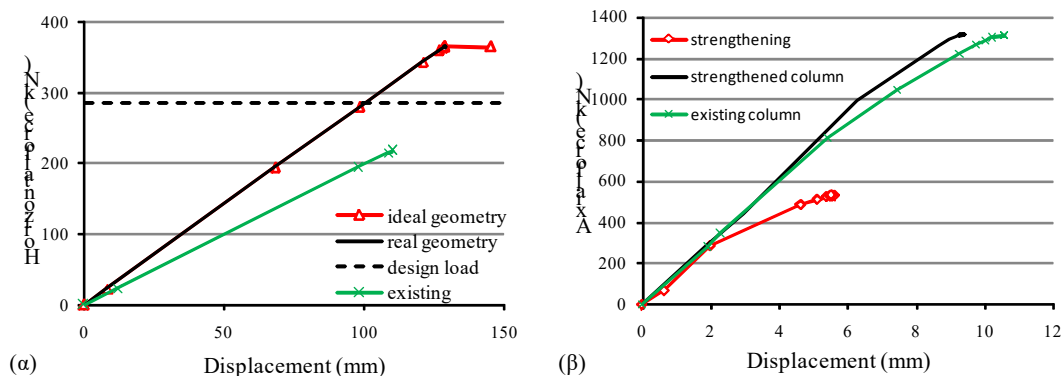 400
300
200
100
0
Horizontal force (kN)
ideal geometry
real geometry
design load
existing
0 50 100 150
Displacement (mm)
(α)
1400
1200
1000
800
600
400
200
0
Axial force (kN)
strengthening
strengthened column
existing column
0 2 4 6 8 10 12
Displacement (mm)
(β)